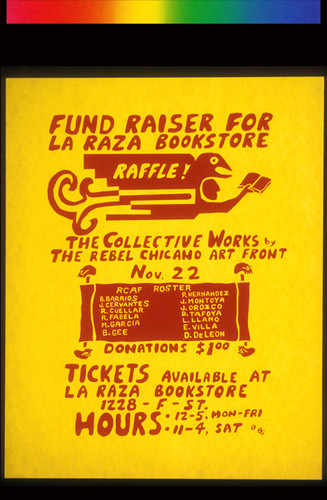 FUND RAISER FOR
LA RAZA BOOKSTORE
RAFFLE!
THE COLLECTIVE WORKS by
THE REBEL CHICANO ART FRONT
NOV. 22
RCAF ROSTER
B. BARRIOS
J. CERVANTES
R. CUELLAR
R. FABELA
M. GARCIA
B. GEE
P. HERNANDEZ
J. MONTOYA
J. OROZCO
D. TAFOYA
L. LLANO
E. VILLA
D. DELEON
DONATIONS $1.00
TICKETS AVAILABLE AT
LA RAZA BOOKSTORE
1228 - F - ST.
HOURS • 12-5, MON-FRI
• 11-4, SAT